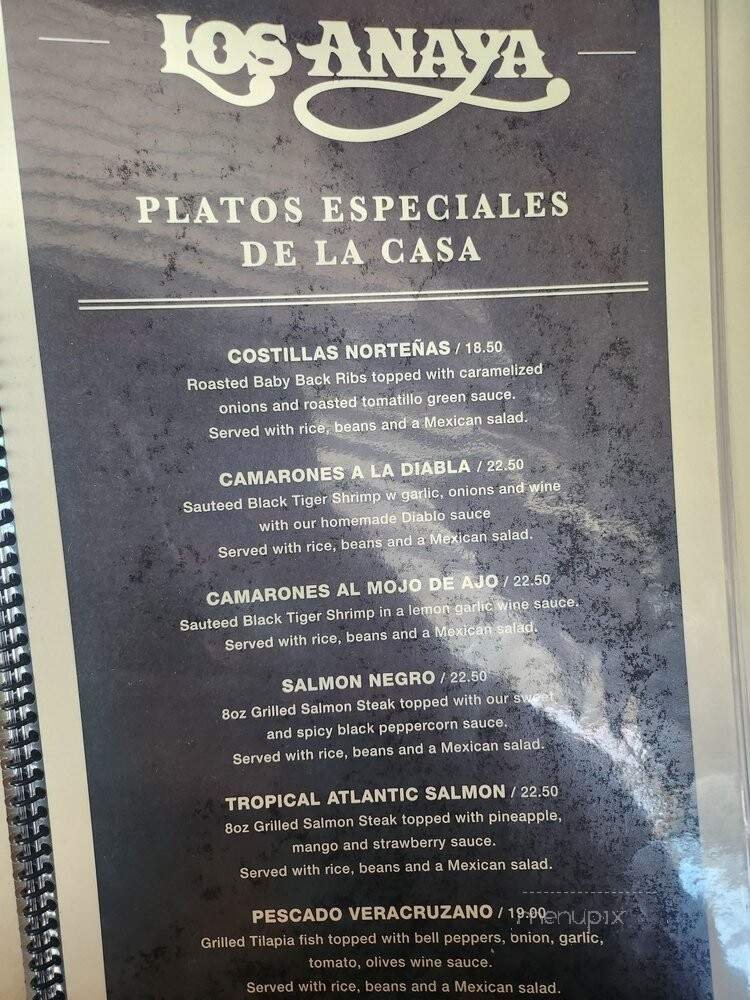 LOS ANAYA
PLATOS ESPECIALES
DE LA CASA
COSTILLAS NORTEÑAS / 18.50
Roasted Baby Back Ribs topped with caramelized
onions and roasted tomatillo green sauce.
Served with rice, beans and a Mexican salad.
CAMARONES A LA DIABLA / 22.50
Sauteed Black Tiger Shrimp w garlic, onions and wine
with our homemade Diablo sauce
Served with rice, beans and a Mexican salad.
CAMARONES AL MOJO DE AJO / 22.50
Sauteed Black Tiger Shrimp in a lemon garlic wine sauce.
Served with rice, beans and a Mexican salad.
SALMON NEGRO / 22.50
8oz Grilled Salmon Steak topped with our sweet
and spicy black peppercorn sauce.
Served with rice, beans and a Mexican salad.
TROPICAL ATLANTIC SALMON / 22.50
8oz Grilled Salmon Steak topped with pineapple,
mango and strawberry sauce.
Served with rice, beans and a Mexican salad.
PESCADO VERACRUZANO / 19.00
menupix
Grilled Tilapia fish topped with bell peppers, onion, garlic,
tomato, olives wine sauce.
Served with rice, beans and a Mexican salad.